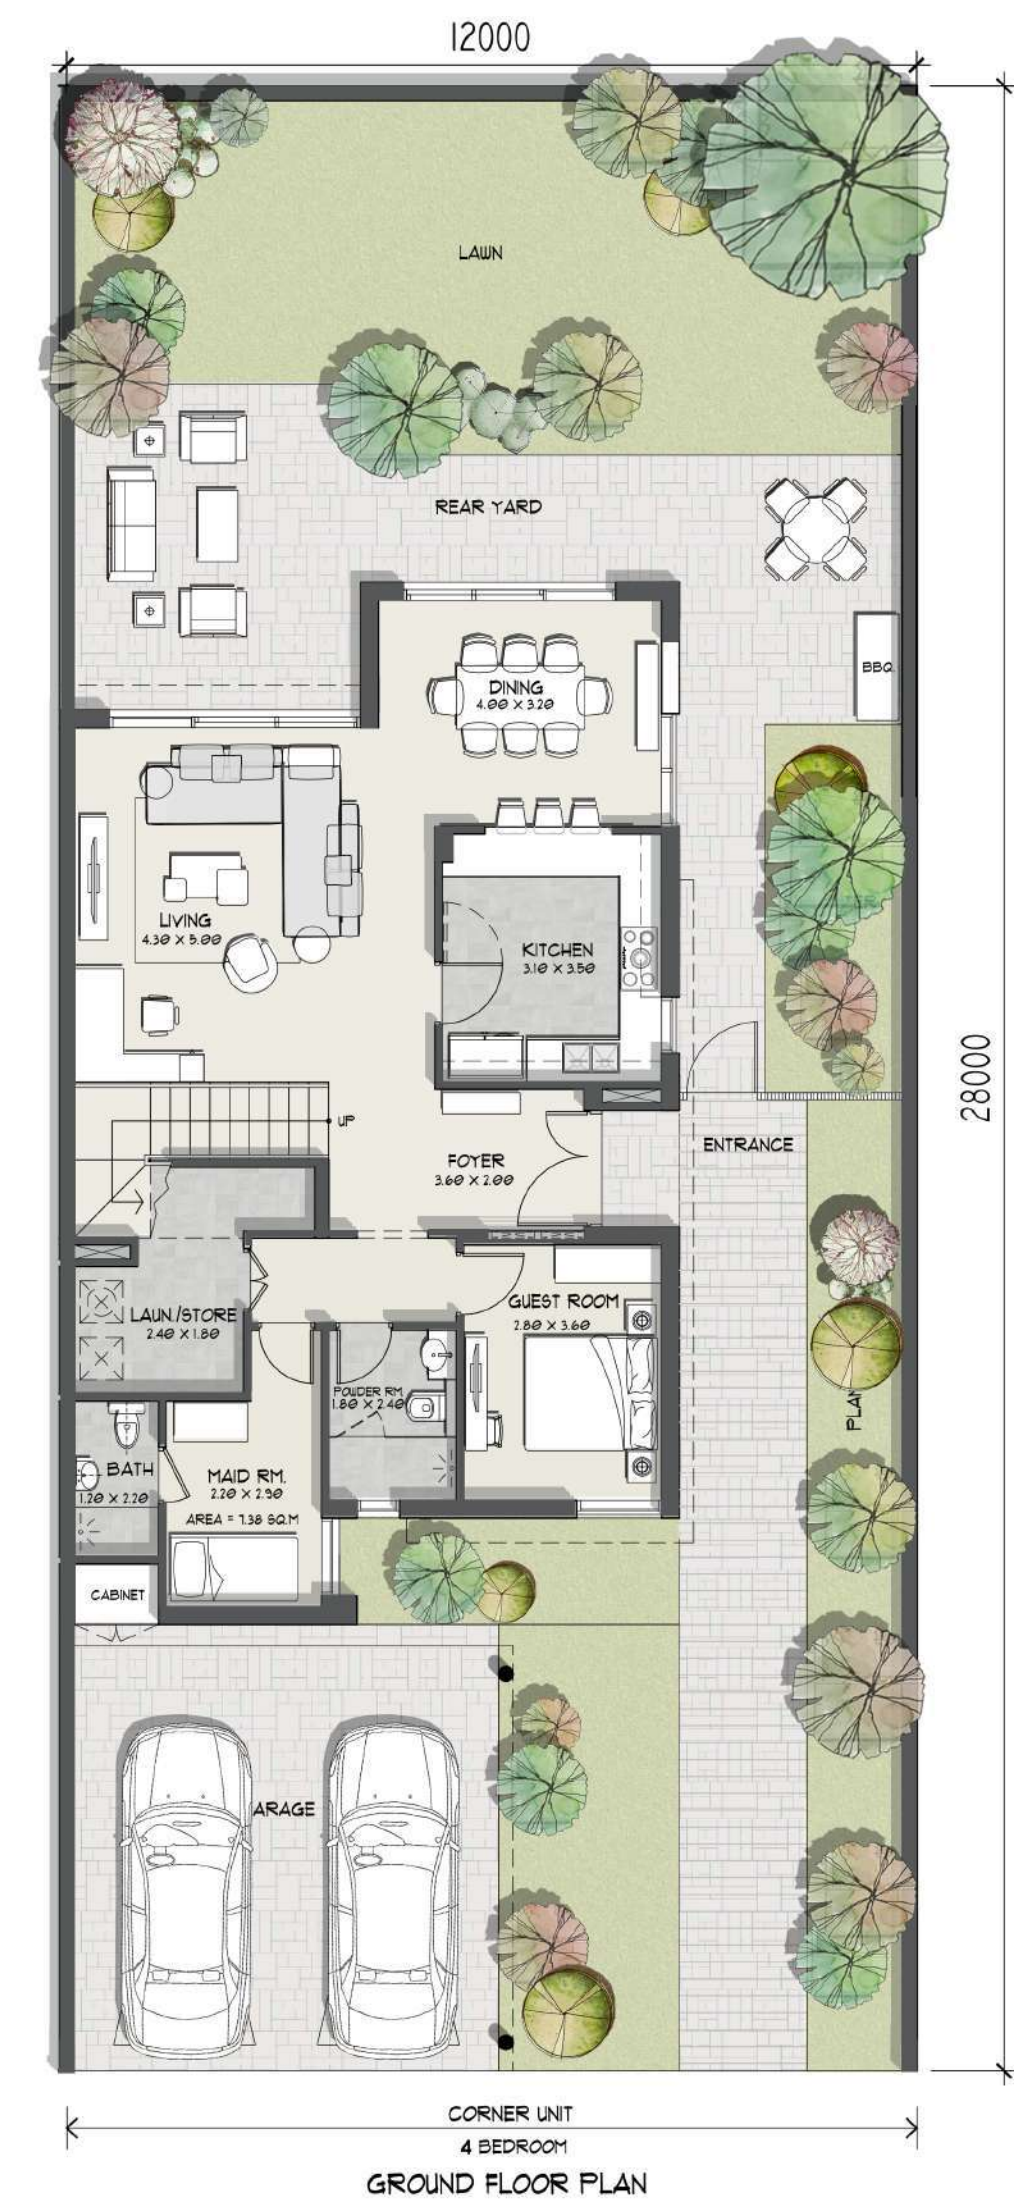 12000
LAWN
REAR YARD
DINING
4.00 X 3.20
BBQ
LIVING
4.30 X 5.00
KITCHEN
3.10 X 3.50
28000
UP
ENTRANCE
FOYER
3.60 X 2.00
GUEST ROOM
2.80 X 3.60
LAUN./STORE
2.40 X 1.80
POWDER RM.
1.80 X 2.40
PLAN
BATH
1.20 X 2.20
MAID RM.
2.20 X 2.90
AREA = 7.38 SQ.M
CABINET
ARAGE
CORNER UNIT
4 BEDROOM
GROUND FLOOR PLAN